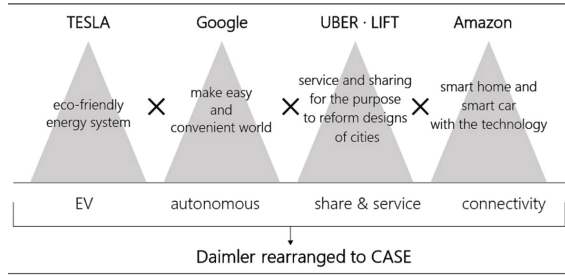 TESLA
Google
UBER · LIFT
Amazon
eco-friendly
energy system
×
make easy
and
convenient world
×
service and sharing
for the purpose
to reform designs
of cities
×
smart home and
smart car
with the technology
EV
autonomous
share & service
connectivity
Daimler rearranged to CASE